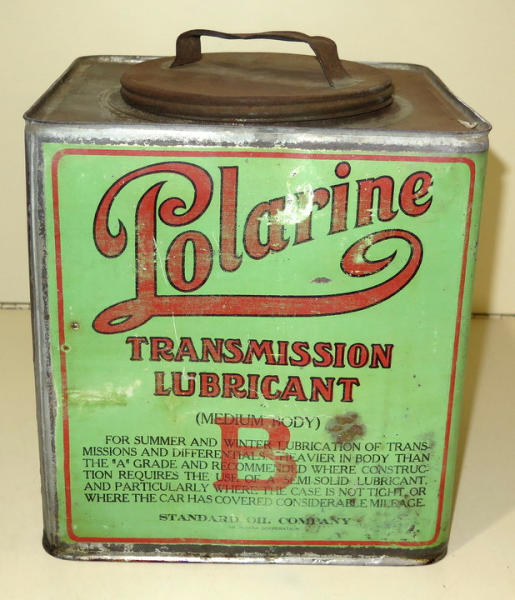 Polarine
TRANSMISSION
LUBRICANT
(MEDIUM BODY)
B
FOR SUMMER AND WINTER LUBRICATION OF TRANS-
MISSIONS AND DIFFERENTIALS. HEAVIER IN BODY THAN
THE "A" GRADE AND RECOMMENDED WHERE CONSTRUC-
TION REQUIRES THE USE OF A SEMI-SOLID LUBRICANT,
AND PARTICULARLY WHERE THE CASE IS NOT TIGHT, OR
WHERE THE CAR HAS COVERED CONSIDERABLE MILEAGE.
STANDARD OIL COMPANY